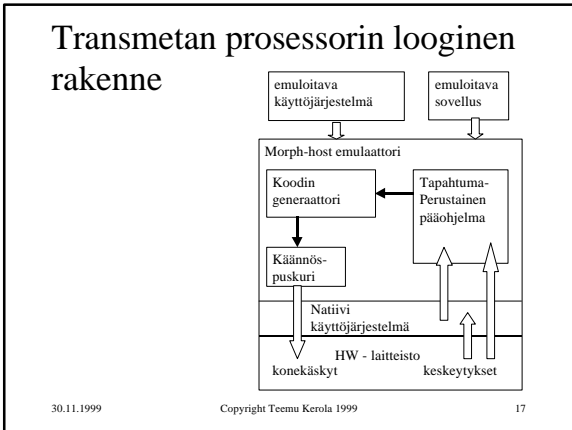 Transmetan prosessorin looginen
rakenne
emuloitava
käyttöjärjestelmä
emuloitava
sovellus
Morph-host emulaattori
Koodin
generaattori
Tapahtuma-
Perustainen
pääohjelma
Käännös-
puskuri
Natiivi
käyttöjärjestelmä
HW - laitteisto
konekäskyt
keskeytykset
30.11.1999
Copyright Teemu Kerola 1999
17